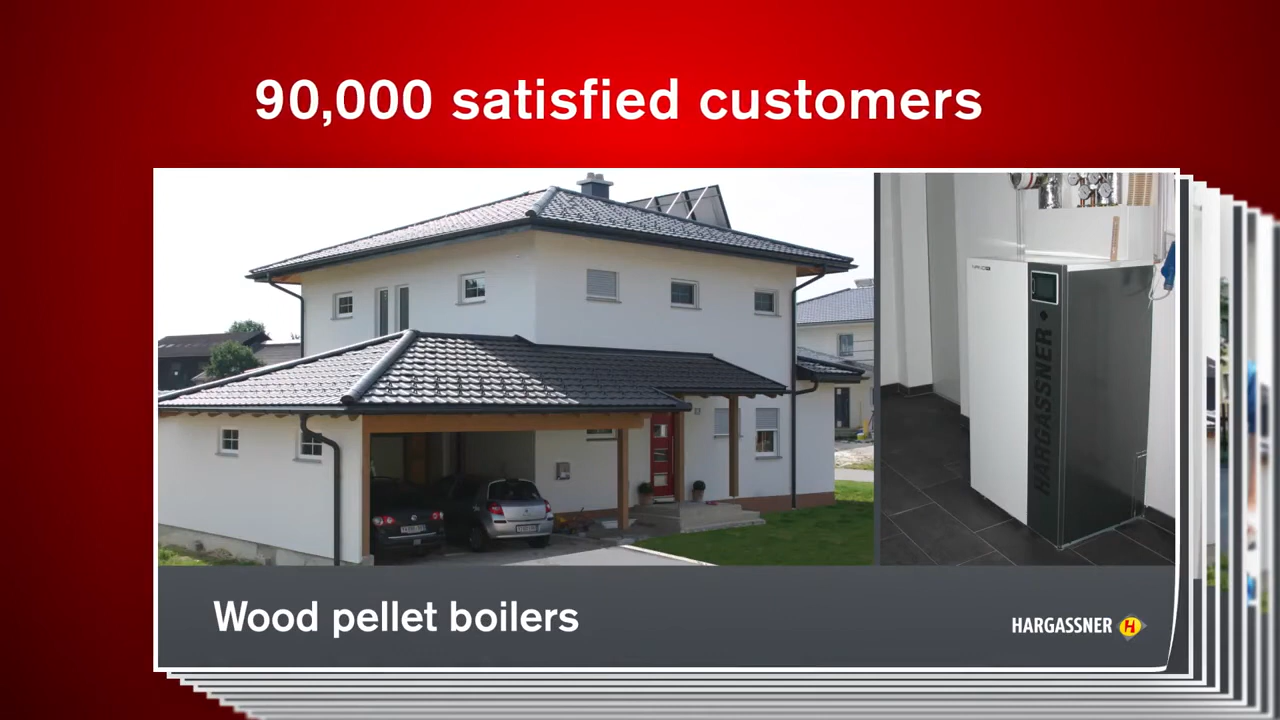 90,000 satisfied customers
HARGASSNER
Wood pellet boilers
HARGASSNER H